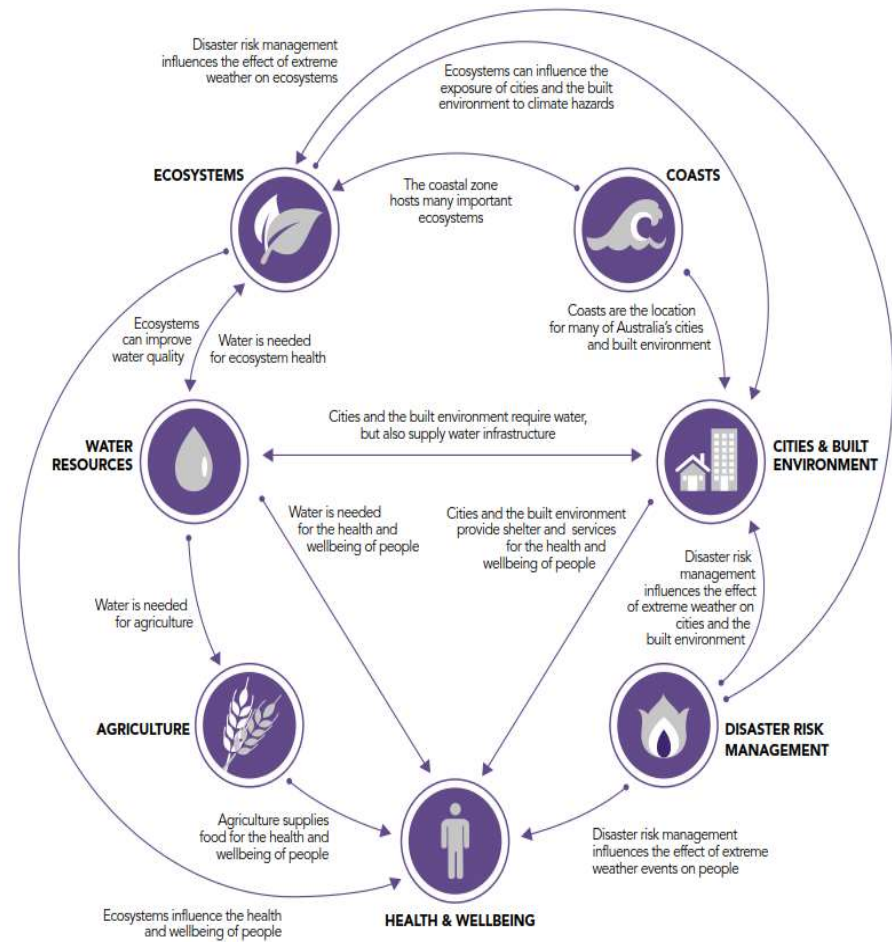 Disaster risk management
influences the effect of extreme
weather on ecosystems
Ecosystems can influence the
exposure of cities and the built
environment to climate hazards
ECOSYSTEMS
COASTS
The coastal zone
hosts many important
ecosystems
Coasts are the location
for many of Australia's cities
and built environment
Ecosystems
can improve
water quality
Water is needed
for ecosystem health
Cities and the built environment require water,
but also supply water infrastructure
WATER
RESOURCES
CITIES & BUILT
ENVIRONMENT
Water is needed
for the health and
wellbeing of people
Cities and the built environment
provide shelter and services
for the health and
wellbeing of people
Disaster risk
management
influences the effect
of extreme weather on
cities and the
built environment
Water is needed
for agriculture
AGRICULTURE
DISASTER RISK
MANAGEMENT
Agriculture supplies
food for the health and
wellbeing of people
Disaster risk management
influences the effect of extreme
weather events on people
Ecosystems influence the health
and wellbeing of people
HEALTH & WELLBEING